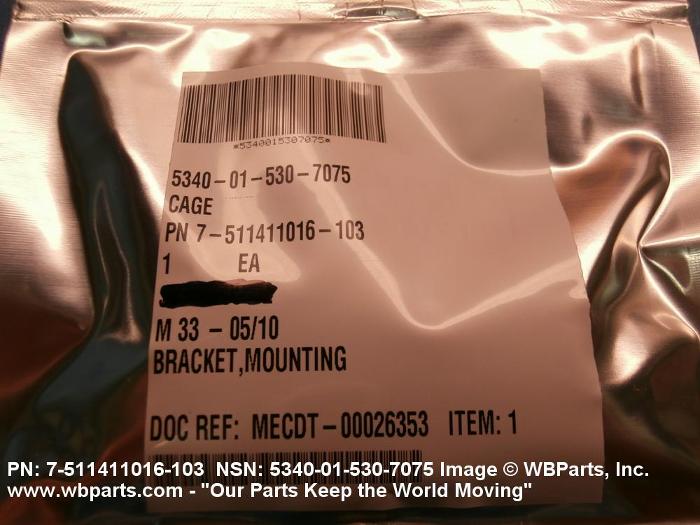 *5340015307075*
5340-01-530-7075
CAGE
PN 7-511411016-103
1 EA
M 33 - 05/10
BRACKET,MOUNTING
DOC REF: MECDT-00026353 ITEM: 1
PN: 7-511411016-103 NSN: 5340-01-530-7075 Image © WBParts, Inc.
www.wbparts.com - "Our Parts Keep the World Moving"